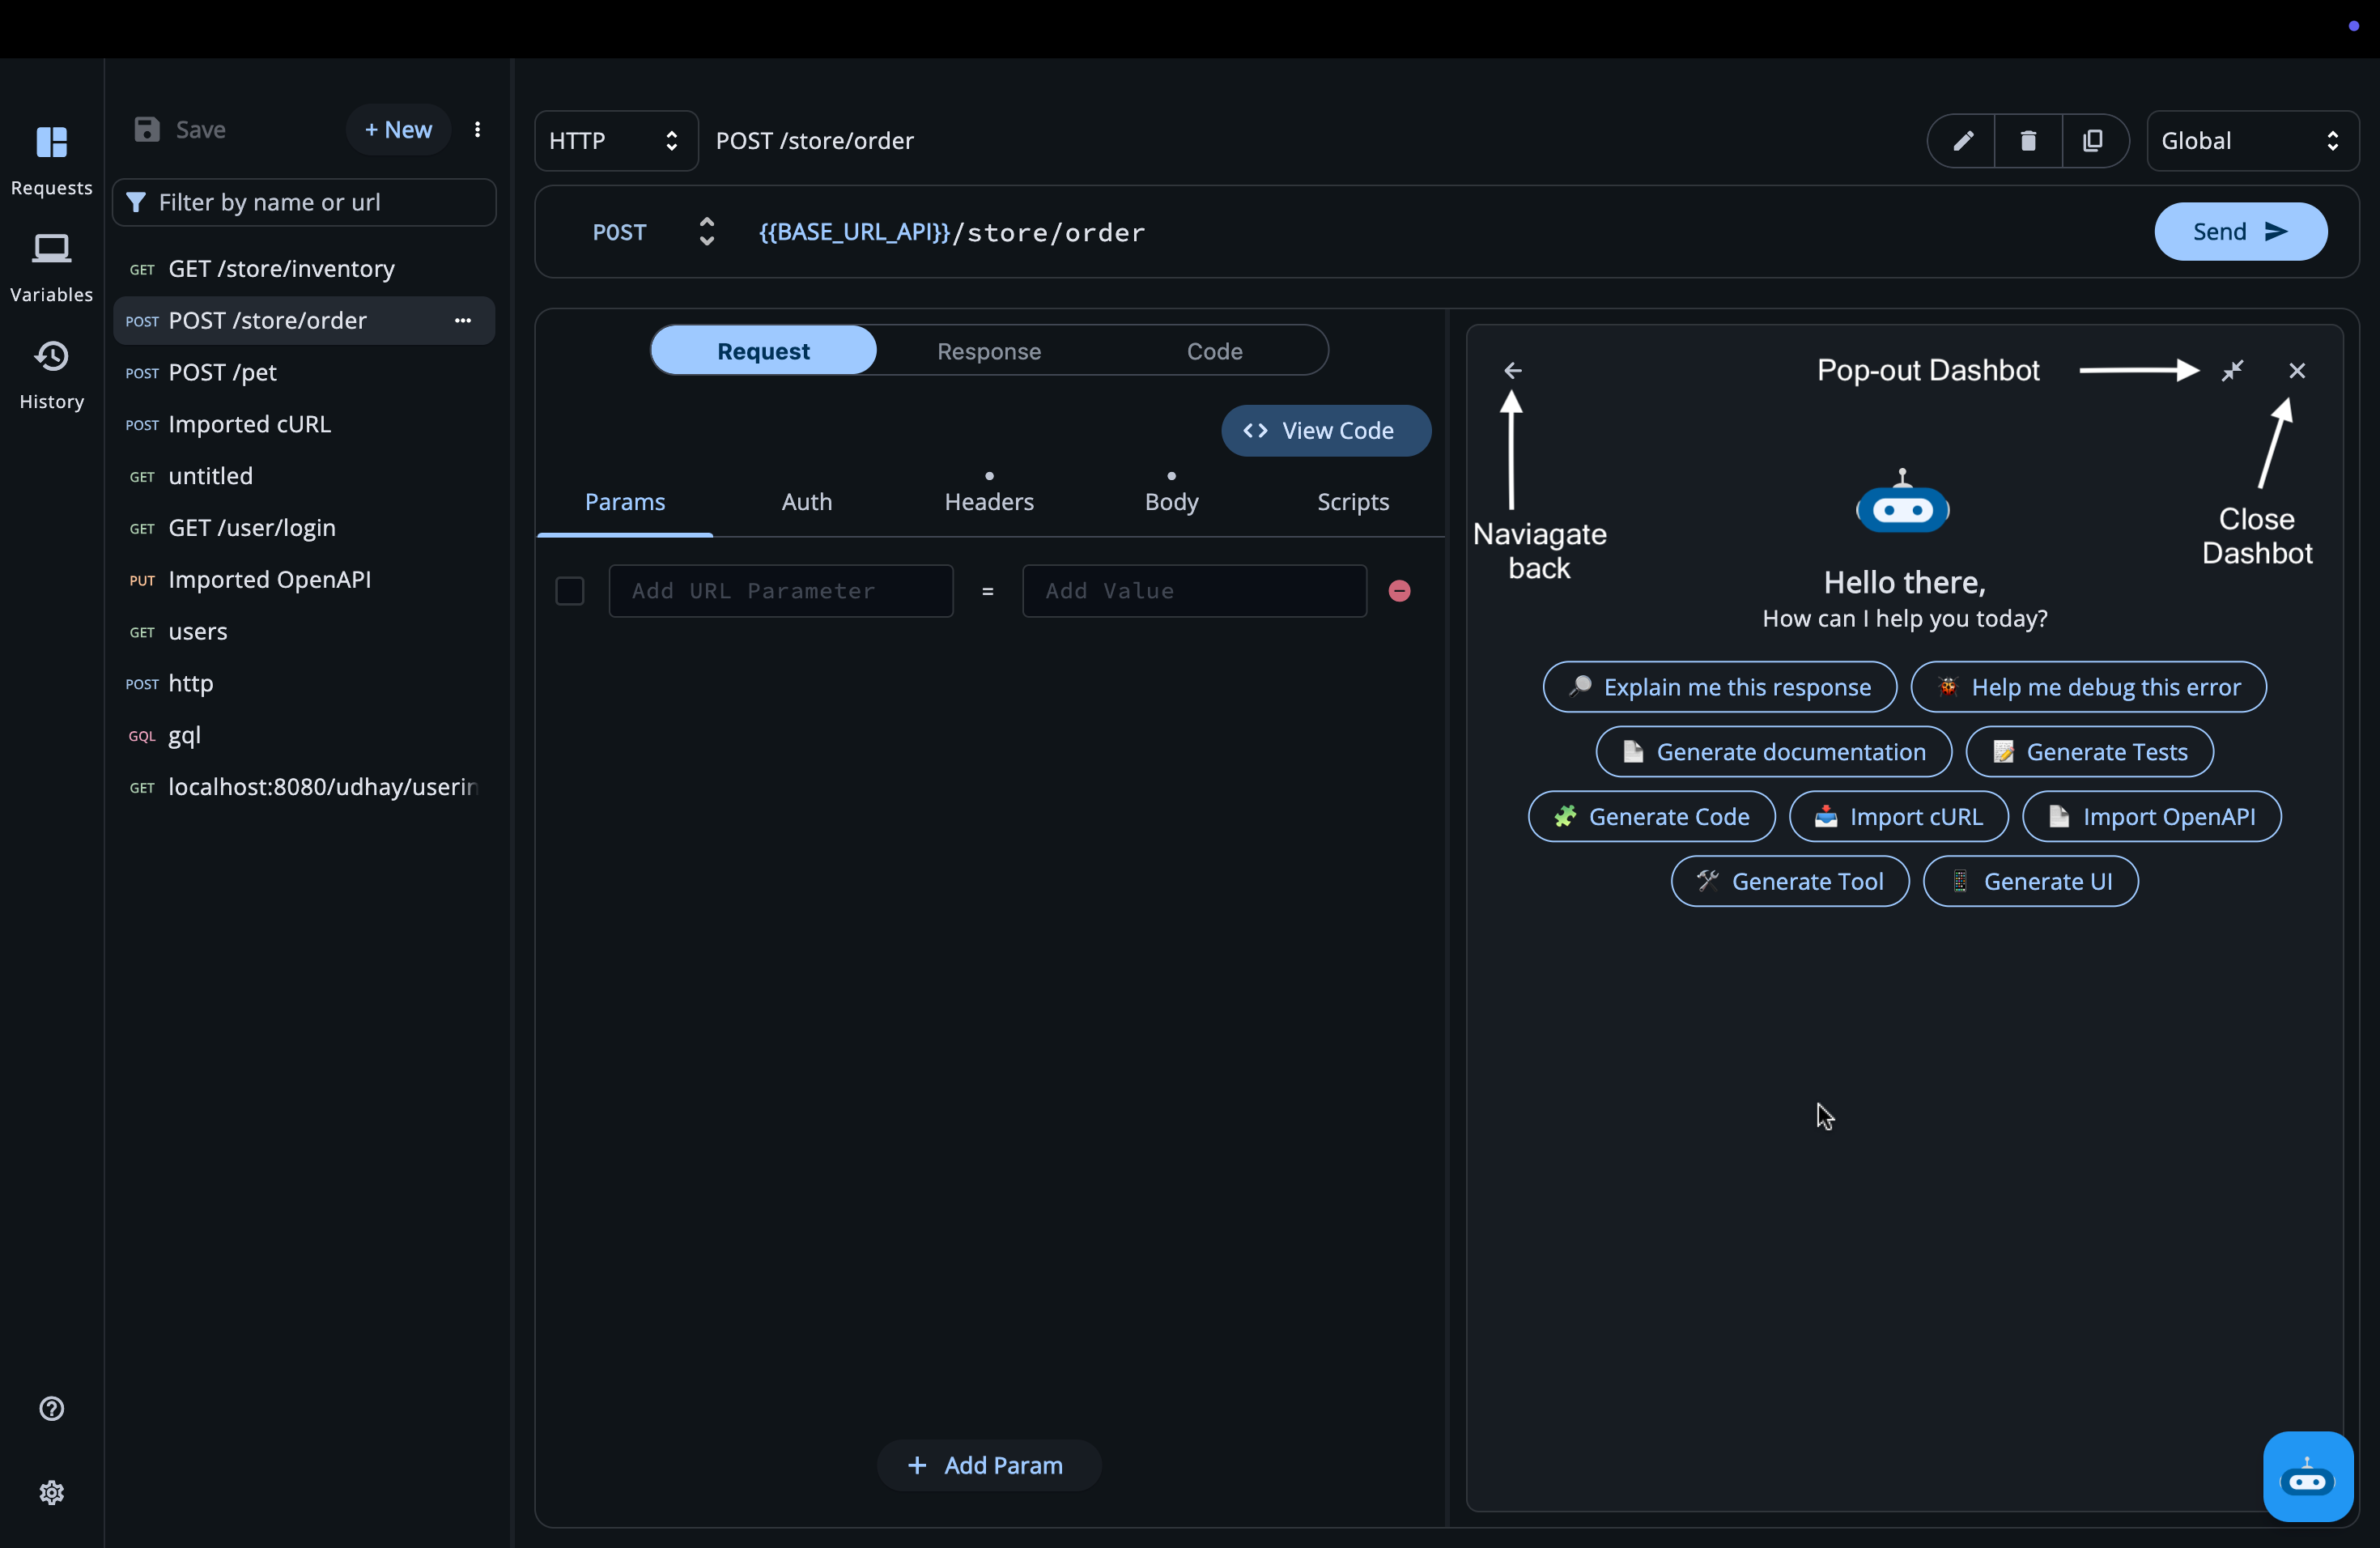 Requests
Variables
History
Save
+ New
Filter by name or url
GET GET /store/inventory
POST POST /store/order
POST POST /pet
POST Imported cURL
GET untitled
GET GET /user/login
PUT Imported OpenAPI
GET users
POST http
GQL gql
GET localhost:8080/udhay/userin
HTTP
POST /store/order
Global
POST
{{BASE_URL_API}}/store/order
Send
Request
Response
Code
View Code
Params
Auth
Headers
Body
Scripts
Add URL Parameter
=
Add Value
+ Add Param
Pop-out Dashbot
Naviagate
back
Close
Dashbot
Hello there,
How can I help you today?
Explain me this response
Help me debug this error
Generate documentation
Generate Tests
Generate Code
Import cURL
Import OpenAPI
Generate Tool
Generate UI